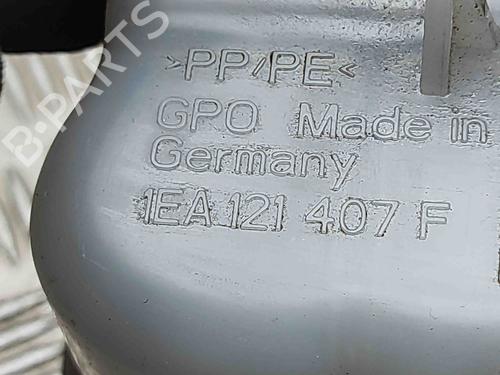 B-PARTS
>PP/PE<
GPO Made in
Germany
1EA 121 407 F